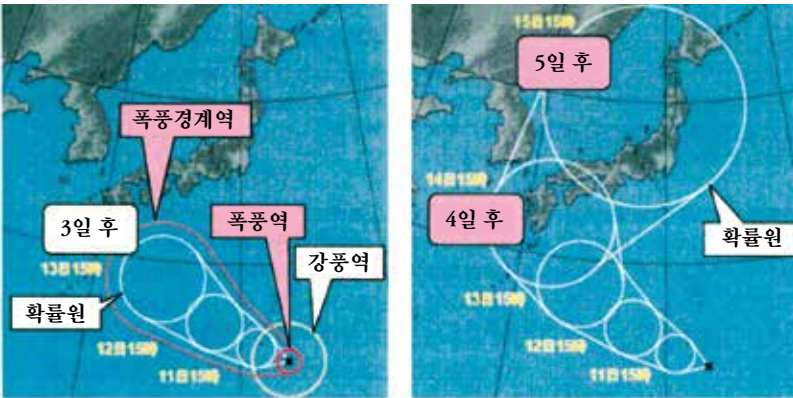 폭풍경계역
3일 후
폭풍역
강풍역
13日15時
확률원
12日15時
11日15時
15日15時
5일 후
14日15時
4일 후
확률원
13日15時
12日15時
11日15時